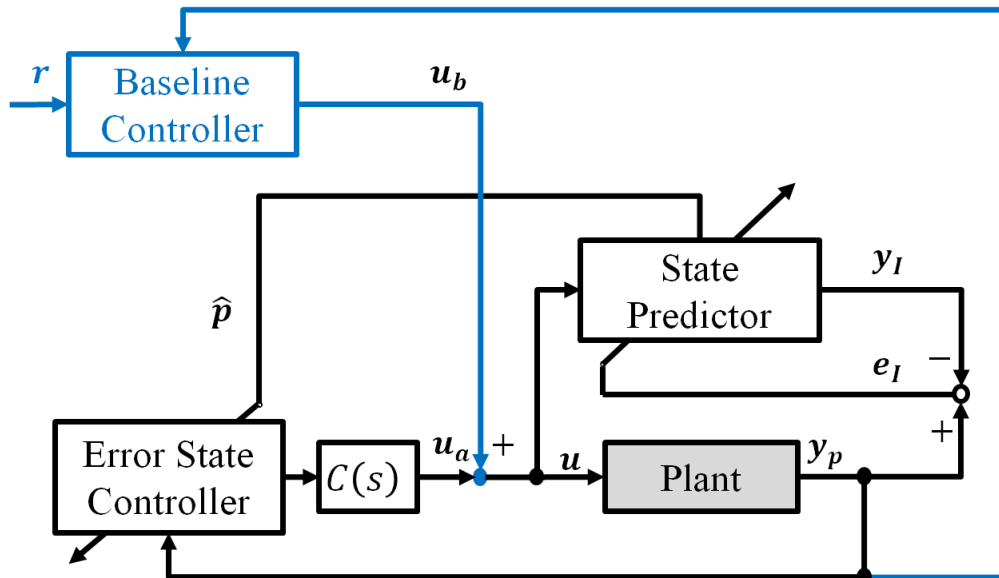 r
Baseline
Controller
u_b
State
Predictor
y_I
p̂
−
e_I
Error State
Controller
C(s)
u_a
+
u
Plant
y_p
+